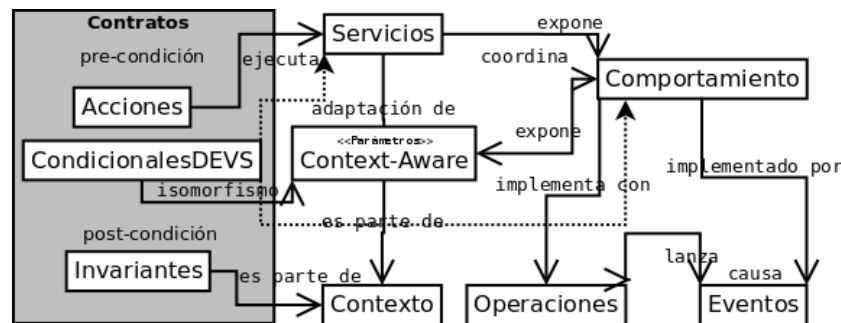 Contratos
pre-condición
Acciones
CondicionalesDEVS
isomorfismo
post-condición
Invariantes
es parte de
ejecuta
Servicios
adaptación de
<<Parámetros>>
Context-Aware
es parte de
Contexto
expone
coordina
Comportamiento
expone
implementa con
implementado por
Operaciones
lanza
causa
Eventos